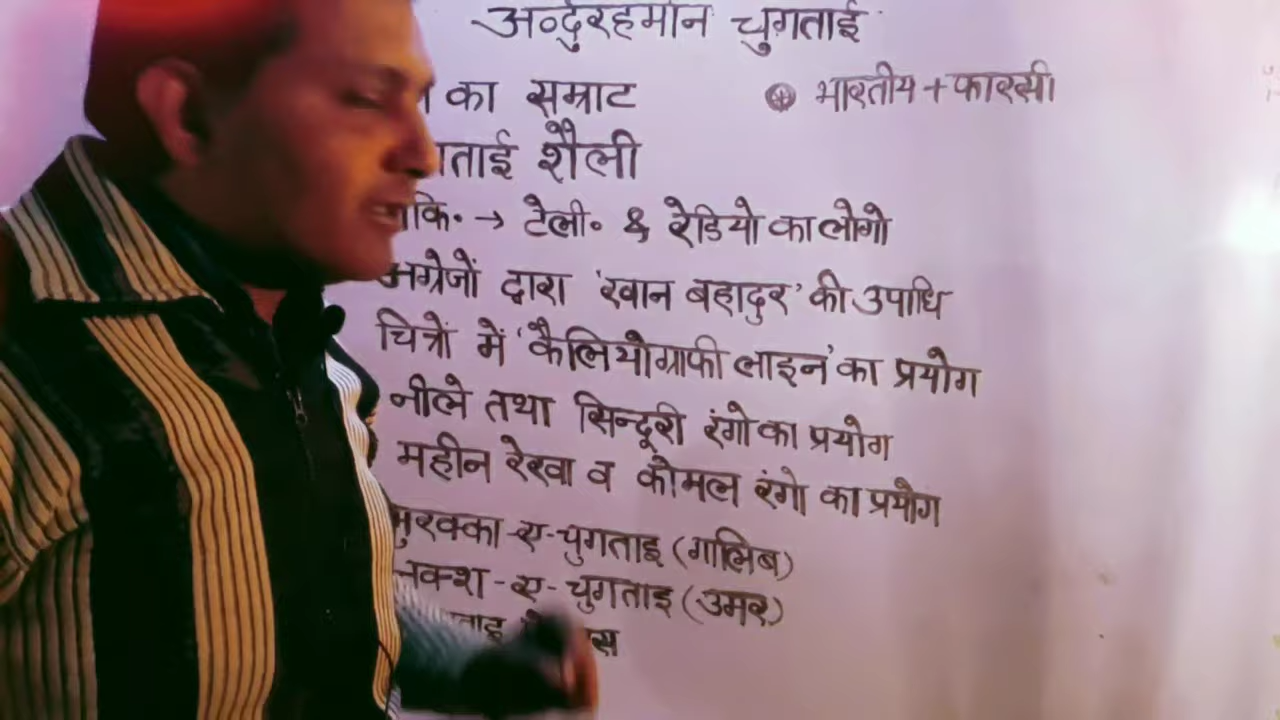 अब्दुरहमान चुगताई
का सम्राट
भारतीय + फारसी
ताई शैली
कि॰ → टेली॰ & रेडियो का लोगो
अंग्रेजों द्वारा 'खान बहादुर' की उपाधि
चित्रों में 'कैलियोग्राफी लाइन' का प्रयोग
नीले तथा सिन्दूरी रंगो का प्रयोग
महीन रेखा व कोमल रंगो का प्रयोग
मुरक्का-ए-चुगताइ (गालिब)
नक्श-ए-चुगताइ (उमर)